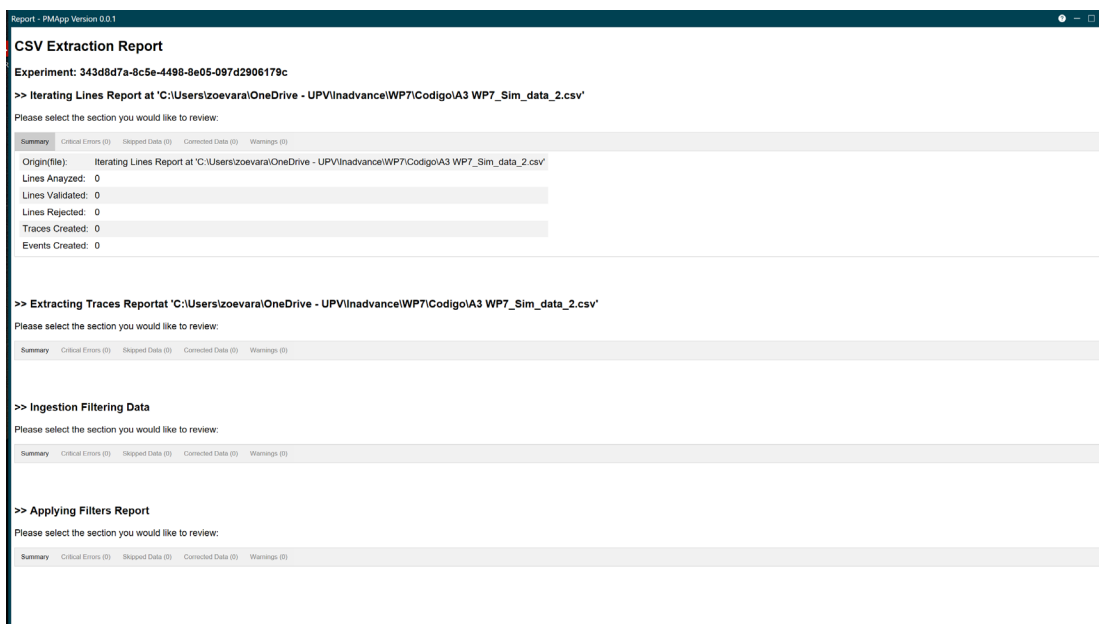 Report - PMApp Version 0.0.1
CSV Extraction Report
Experiment: 343d8d7a-8c5e-4498-8e05-097d2906179c
>> Iterating Lines Report at 'C:\Users\zoevara\OneDrive - UPV\Inadvance\WP7\Codigo\A3 WP7_Sim_data_2.csv'
Please select the section you would like to review:
Summary Critical Errors (0) Skipped Data (0) Corrected Data (0) Warnings (0)
Origin(file): Iterating Lines Report at 'C:\Users\zoevara\OneDrive - UPV\Inadvance\WP7\Codigo\A3 WP7_Sim_data_2.csv'
Lines Anayzed: 0
Lines Validated: 0
Lines Rejected: 0
Traces Created: 0
Events Created: 0
>> Extracting Traces Reportat 'C:\Users\zoevara\OneDrive - UPV\Inadvance\WP7\Codigo\A3 WP7_Sim_data_2.csv'
Please select the section you would like to review:
Summary Critical Errors (0) Skipped Data (0) Corrected Data (0) Warnings (0)
>> Ingestion Filtering Data
Please select the section you would like to review:
Summary Critical Errors (0) Skipped Data (0) Corrected Data (0) Warnings (0)
>> Applying Filters Report
Please select the section you would like to review:
Summary Critical Errors (0) Skipped Data (0) Corrected Data (0) Warnings (0)